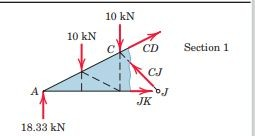 10 kN
10 kN
C
CD
Section 1
CJ
A
J
JK
18.33 kN